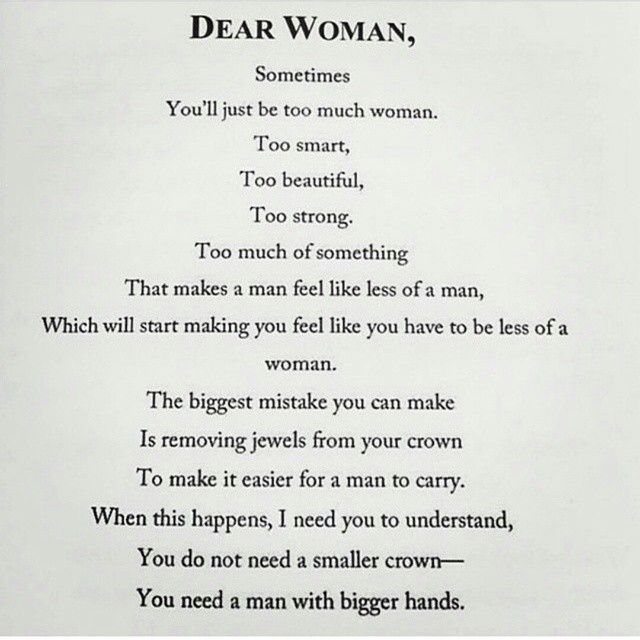 DEAR WOMAN,
Sometimes
You'll just be too much woman.
Too smart,
Too beautiful,
Too strong.
Too much of something
That makes a man feel like less of a man,
Which will start making you feel like you have to be less of a
woman.
The biggest mistake you can make
Is removing jewels from your crown
To make it easier for a man to carry.
When this happens, I need you to understand,
You do not need a smaller crown—
You need a man with bigger hands.